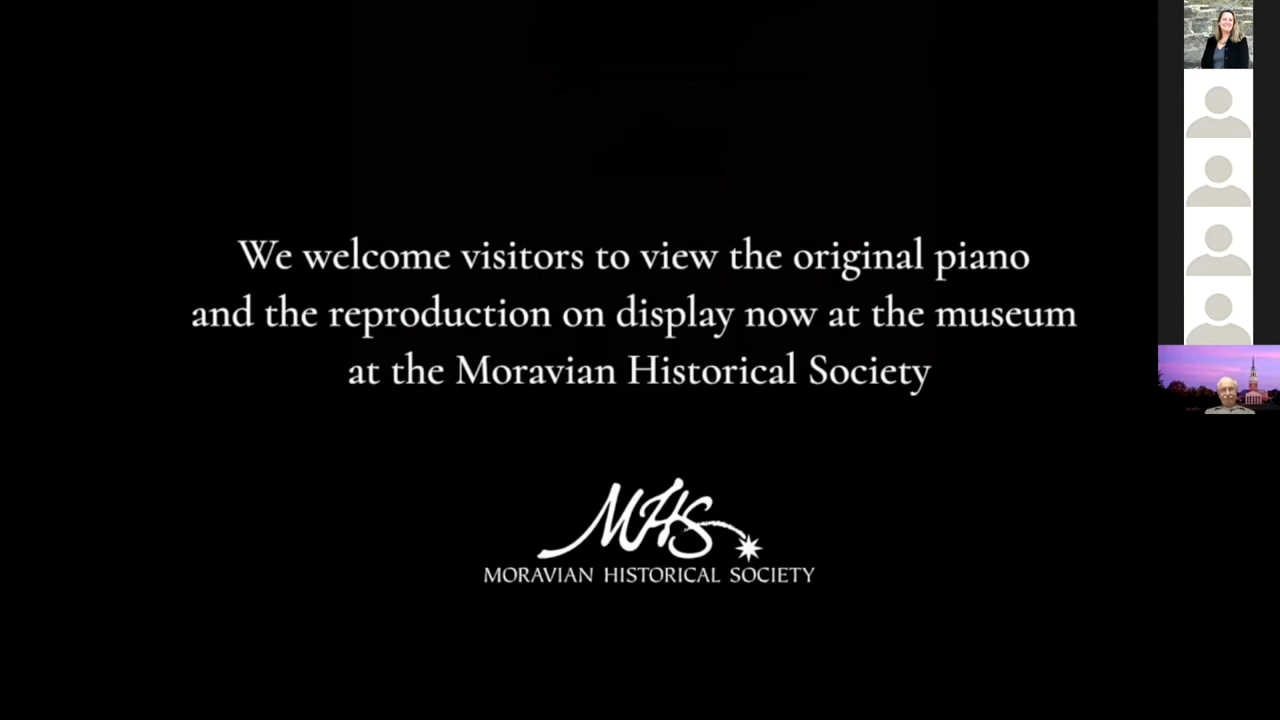 We welcome visitors to view the original piano
and the reproduction on display now at the museum
at the Moravian Historical Society
MHS
MORAVIAN HISTORICAL SOCIETY